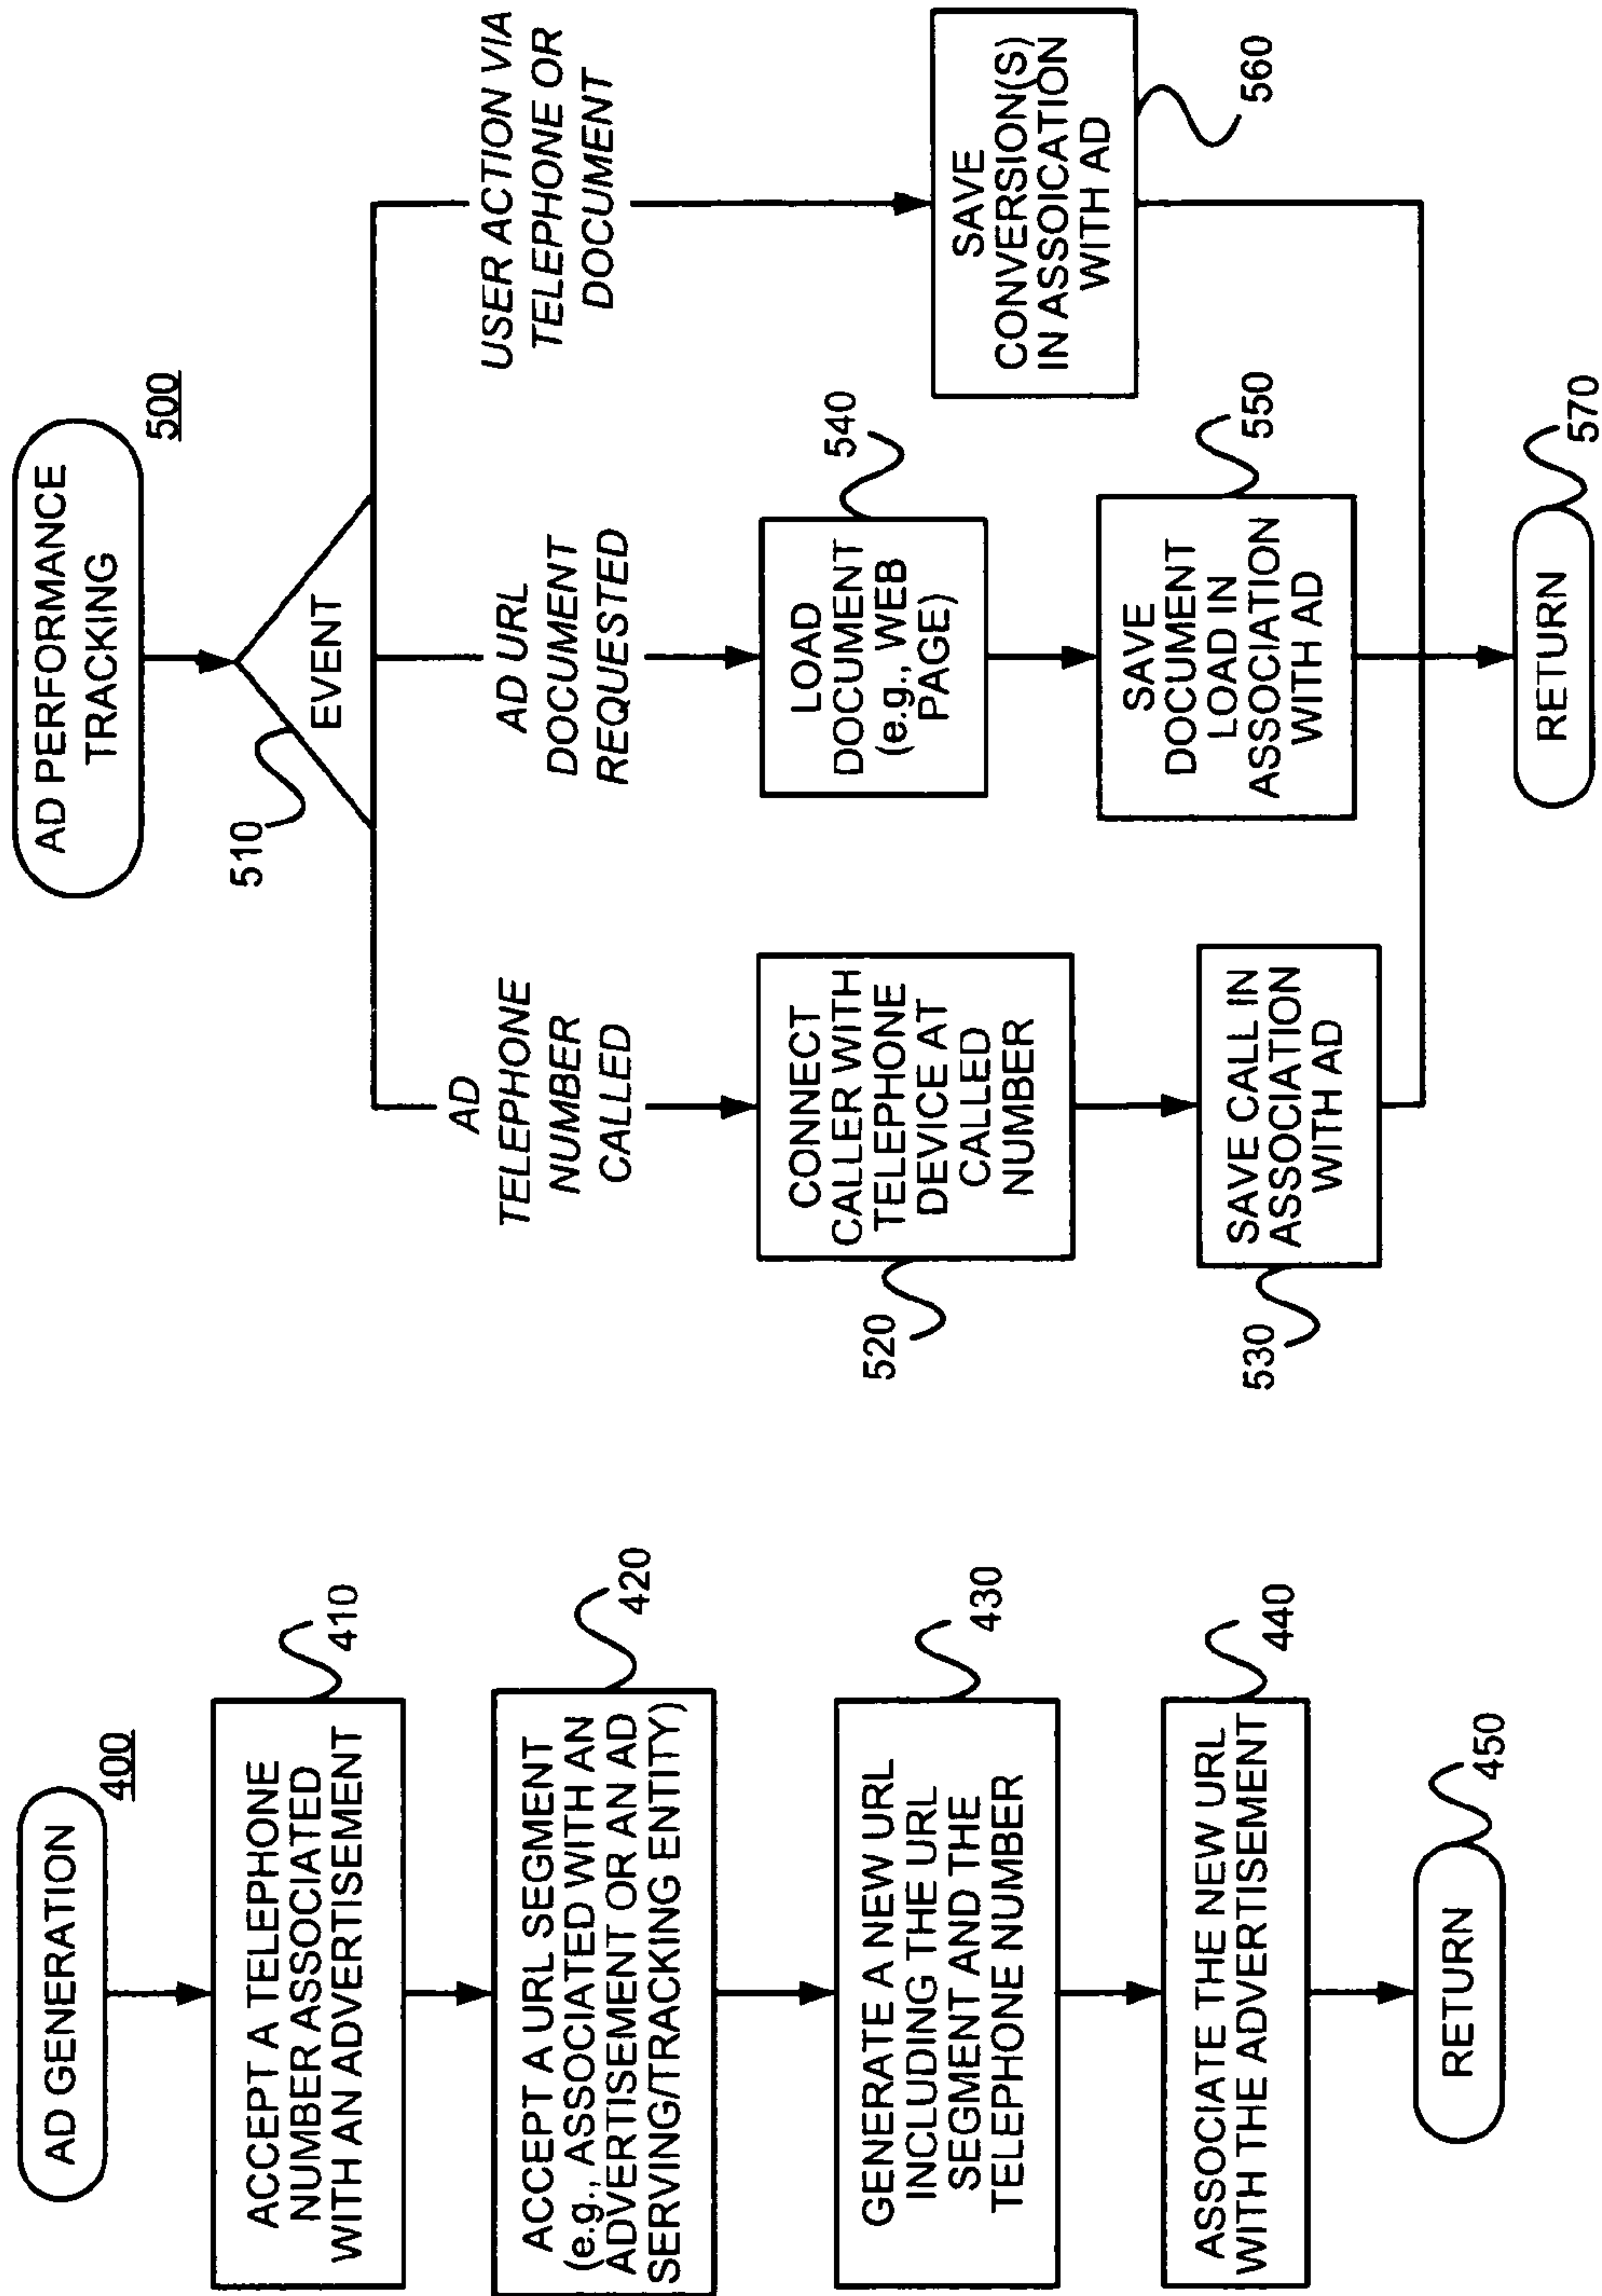 AD GENERATION
400
ACCEPT A TELEPHONE
NUMBER ASSOCIATED
WITH AN ADVERTISEMENT
410
ACCEPT A URL SEGMENT
(e.g., ASSOCIATED WITH AN
ADVERTISEMENT OR AN AD
SERVING/TRACKING ENTITY)
420
GENERATE A NEW URL
INCLUDING THE URL
SEGMENT AND THE
TELEPHONE NUMBER
430
ASSOCIATE THE NEW URL
WITH THE ADVERTISEMENT
440
RETURN
450
AD PERFORMANCE
TRACKING
500
EVENT
510
AD
TELEPHONE
NUMBER
CALLED
CONNECT
CALLER WITH
TELEPHONE
DEVICE AT
CALLED
NUMBER
520
SAVE CALL IN
ASSOCIATION
WITH AD
530
AD URL
DOCUMENT
REQUESTED
LOAD
DOCUMENT
(e.g., WEB
PAGE)
540
SAVE
DOCUMENT
LOAD IN
ASSOCIATION
WITH AD
550
USER ACTION VIA
TELEPHONE OR
DOCUMENT
SAVE
CONVERSION(S)
IN ASSOICATION
WITH AD
560
RETURN
570